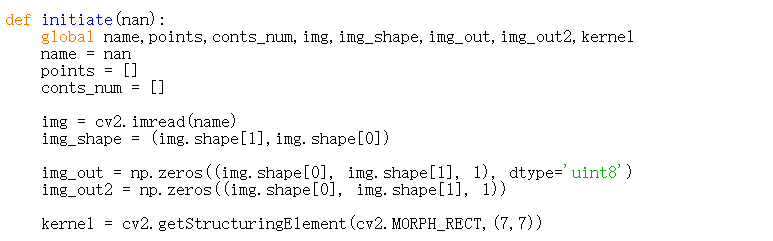 def initiate(nan):
    global name,points,conts_num,img,img_shape,img_out,img_out2,kernel
    name = nan
    points = []
    conts_num = []
    img = cv2.imread(name)
    img_shape = (img.shape[1],img.shape[0])
    img_out = np.zeros((img.shape[0], img.shape[1], 1), dtype='uint8')
    img_out2 = np.zeros((img.shape[0], img.shape[1], 1))
    kernel = cv2.getStructuringElement(cv2.MORPH_RECT,(7,7))